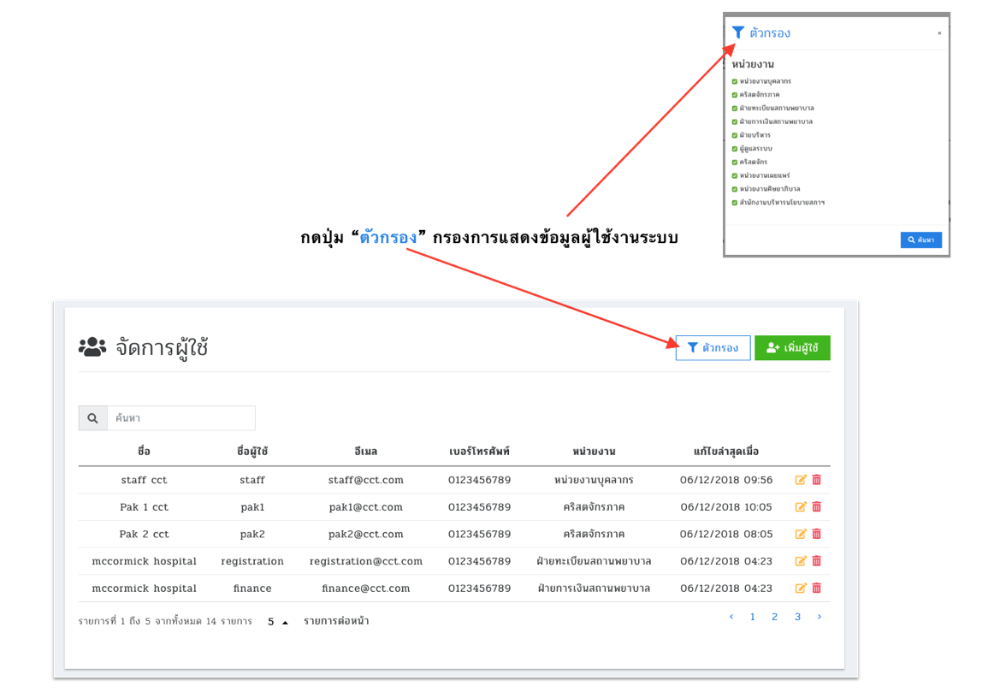 ตัวกรอง ×
หน่วยงาน
หน่วยงานบุคลากร
คริสตจักรภาค
ฝ่ายทะเบียนสถานพยาบาล
ฝ่ายการเงินสถานพยาบาล
ฝ่ายบริหาร
ผู้ดูแลระบบ
คริสตจักร
หน่วยงานเผยแพร่
หน่วยงานศิษยาภิบาล
สำนักงานบริหารนโยบายสภาฯ
ค้นหา
กดปุ่ม “ตัวกรอง” กรองการแสดงข้อมูลผู้ใช้งานระบบ
จัดการผู้ใช้ ตัวกรอง เพิ่มผู้ใช้
ค้นหา
ชื่อ ชื่อผู้ใช้ อีเมล เบอร์โทรศัพท์ หน่วยงาน แก้ไขล่าสุดเมื่อ
staff cct staff staff@cct.com 0123456789 หน่วยงานบุคลากร 06/12/2018 09:56
Pak 1 cct pak1 pak1@cct.com 0123456789 คริสตจักรภาค 06/12/2018 10:05
Pak 2 cct pak2 pak2@cct.com 0123456789 คริสตจักรภาค 06/12/2018 08:05
mccormick hospital registration registration@cct.com 0123456789 ฝ่ายทะเบียนสถานพยาบาล 06/12/2018 04:23
mccormick hospital finance finance@cct.com 0123456789 ฝ่ายการเงินสถานพยาบาล 06/12/2018 04:23
รายการที่ 1 ถึง 5 จากทั้งหมด 14 รายการ 5 รายการต่อหน้า ‹ 1 2 3 ›